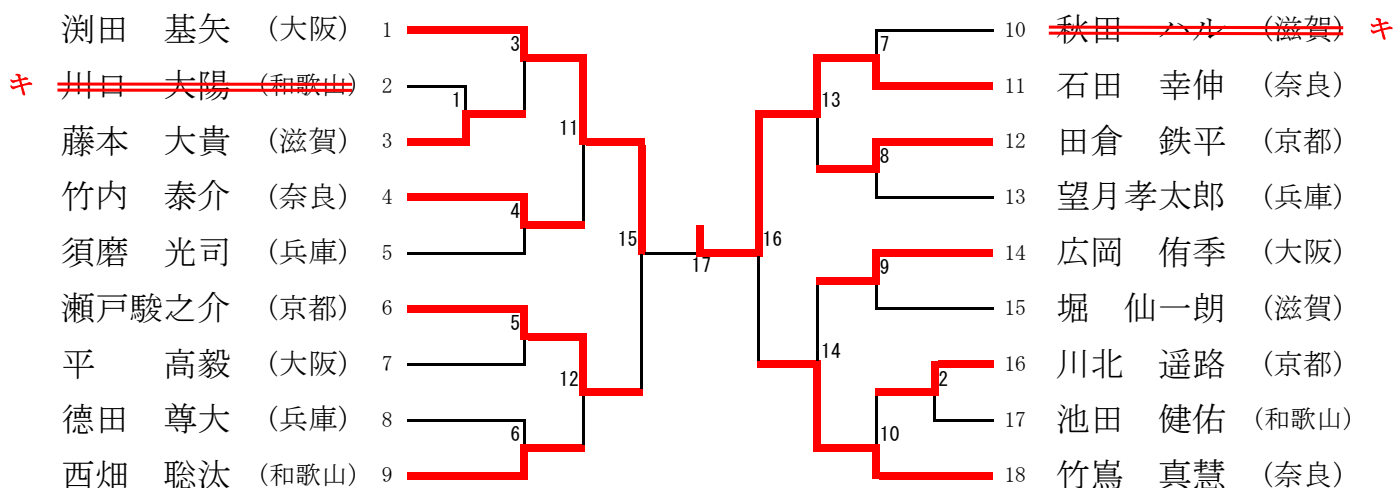 渕田 基矢 (大阪) 1
キ 川口 大陽 (和歌山) 2
藤本 大貴 (滋賀) 3
竹内 泰介 (奈良) 4
須磨 光司 (兵庫) 5
瀬戸駿之介 (京都) 6
平 高毅 (大阪) 7
德田 尊大 (兵庫) 8
西畑 聡汰 (和歌山) 9
3
1
11
4
15
5
12
6
17
7
13
8
16
9
14
2
10
10 秋田 ハル (滋賀) キ
11 石田 幸伸 (奈良)
12 田倉 鉄平 (京都)
13 望月孝太郎 (兵庫)
14 広岡 侑季 (大阪)
15 堀 仙一朗 (滋賀)
16 川北 遥路 (京都)
17 池田 健佑 (和歌山)
18 竹嶌 真慧 (奈良)